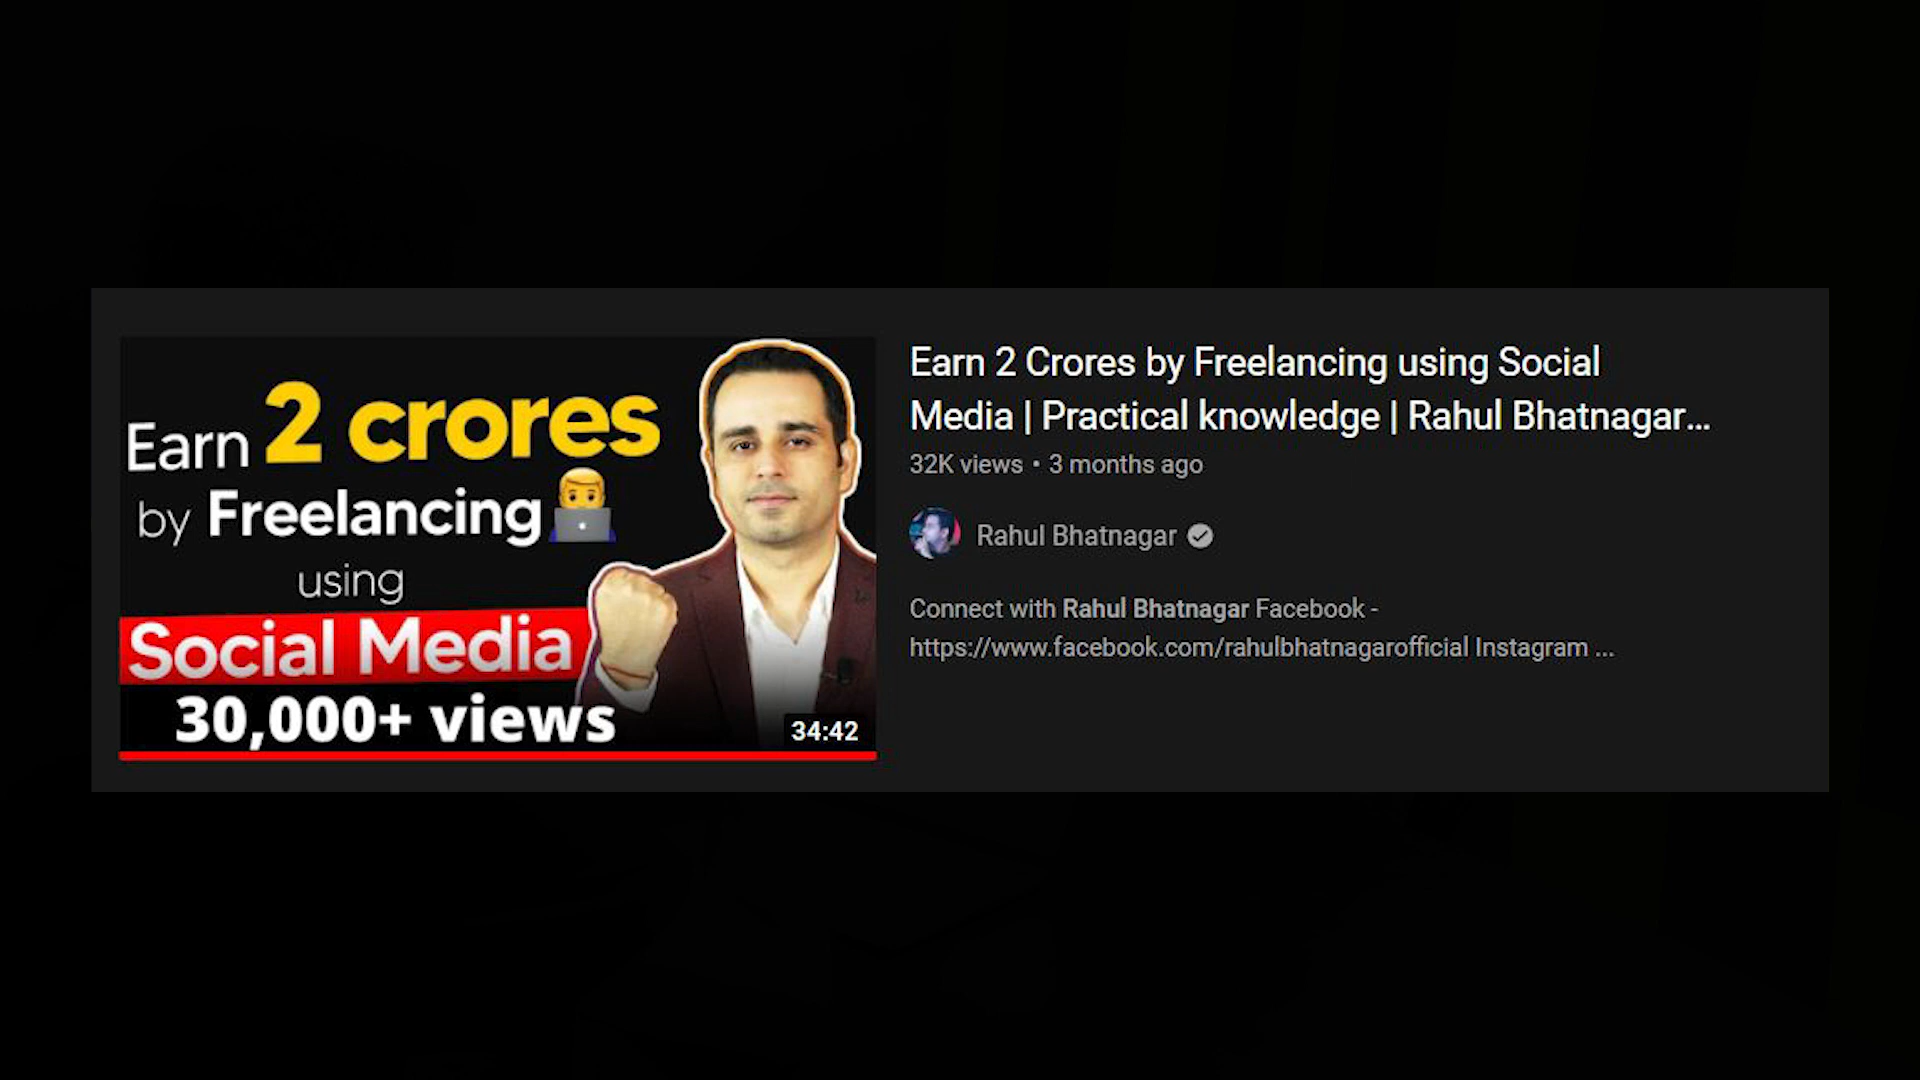 Earn 2 crores
by Freelancing
using
Social Media
30,000+ views
34:42
Earn 2 Crores by Freelancing using Social
Media | Practical knowledge | Rahul Bhatnagar...
32K views • 3 months ago
Rahul Bhatnagar
Connect with Rahul Bhatnagar Facebook -
https://www.facebook.com/rahulbhatnagarofficial Instagram ...